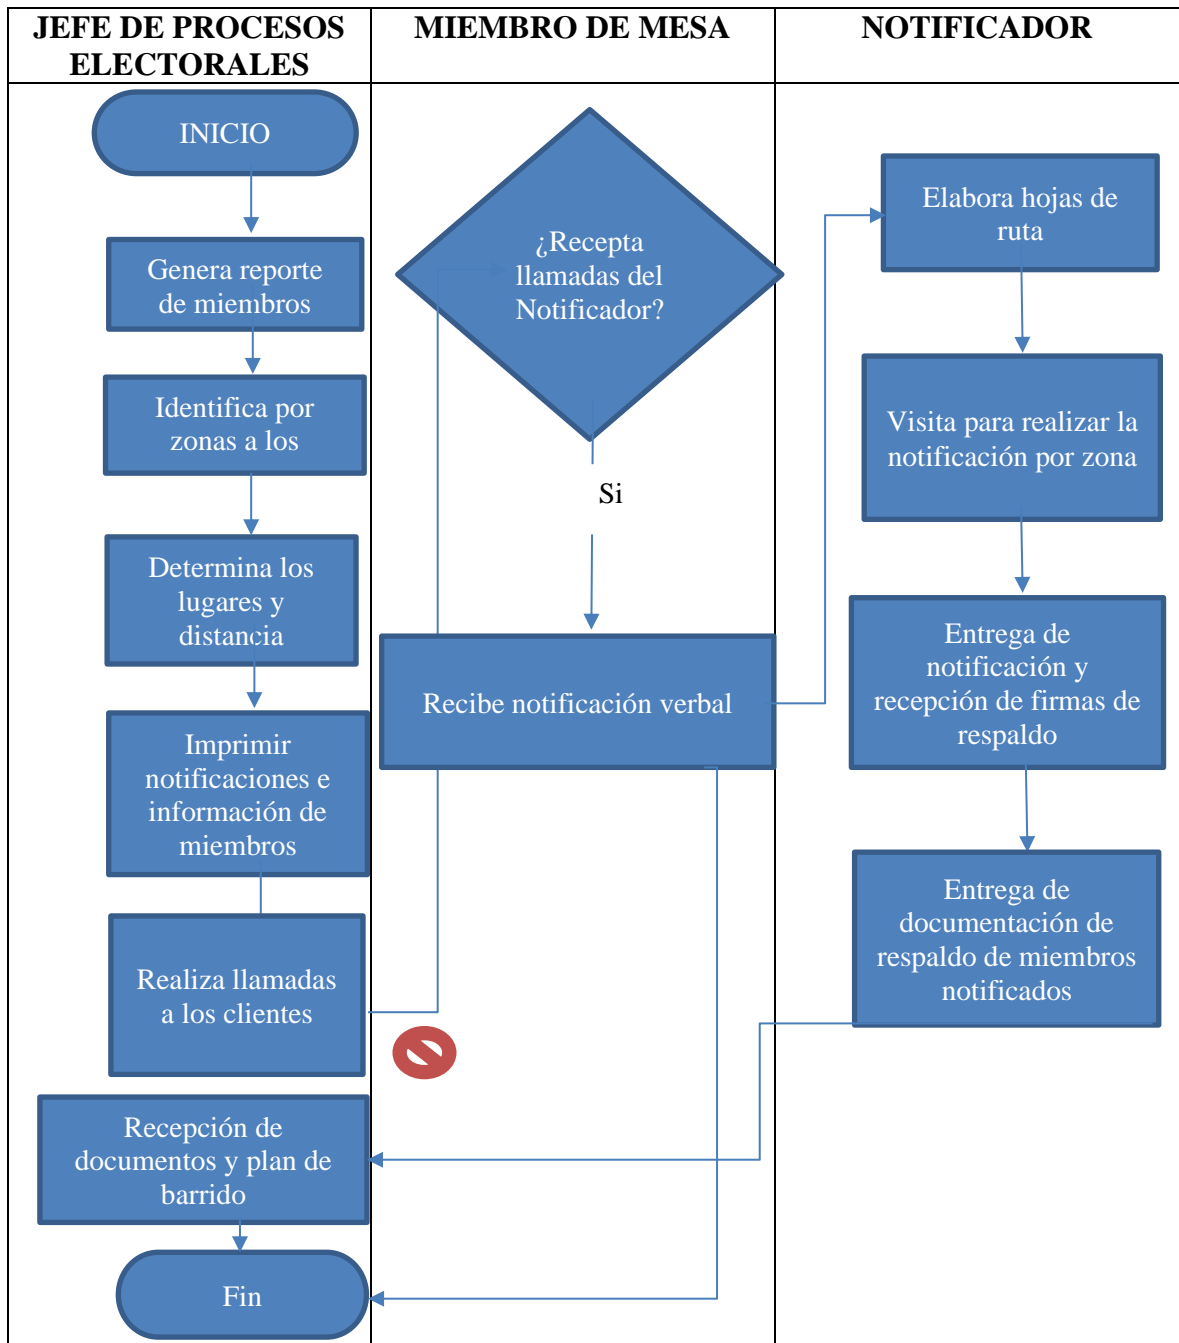 JEFE DE PROCESOS
ELECTORALES
MIEMBRO DE MESA
NOTIFICADOR
INICIO
Genera reporte
de miembros
Identifica por
zonas a los
Determina los
lugares y
distancia
Imprimir
notificaciones e
información de
miembros
Realiza llamadas
a los clientes
Recepción de
documentos y plan de
barrido
Fin
¿Recepta
llamadas del
Notificador?
Si
Recibe notificación verbal
Elabora hojas de
ruta
Visita para realizar la
notificación por zona
Entrega de
notificación y
recepción de firmas de
respaldo
Entrega de
documentación de
respaldo de miembros
notificados